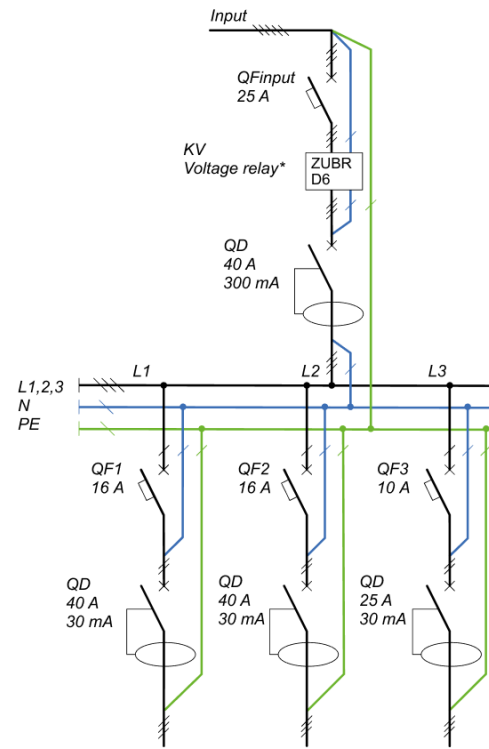 Input
QFinput
25 A
KV
Voltage relay*
ZUBR
D6
QD
40 A
300 mA
L1 L2 L3
L1,2,3
N
PE
QF1
16 A
QF2
16 A
QF3
10 A
QD
40 A
30 mA
QD
40 A
30 mA
QD
25 A
30 mA